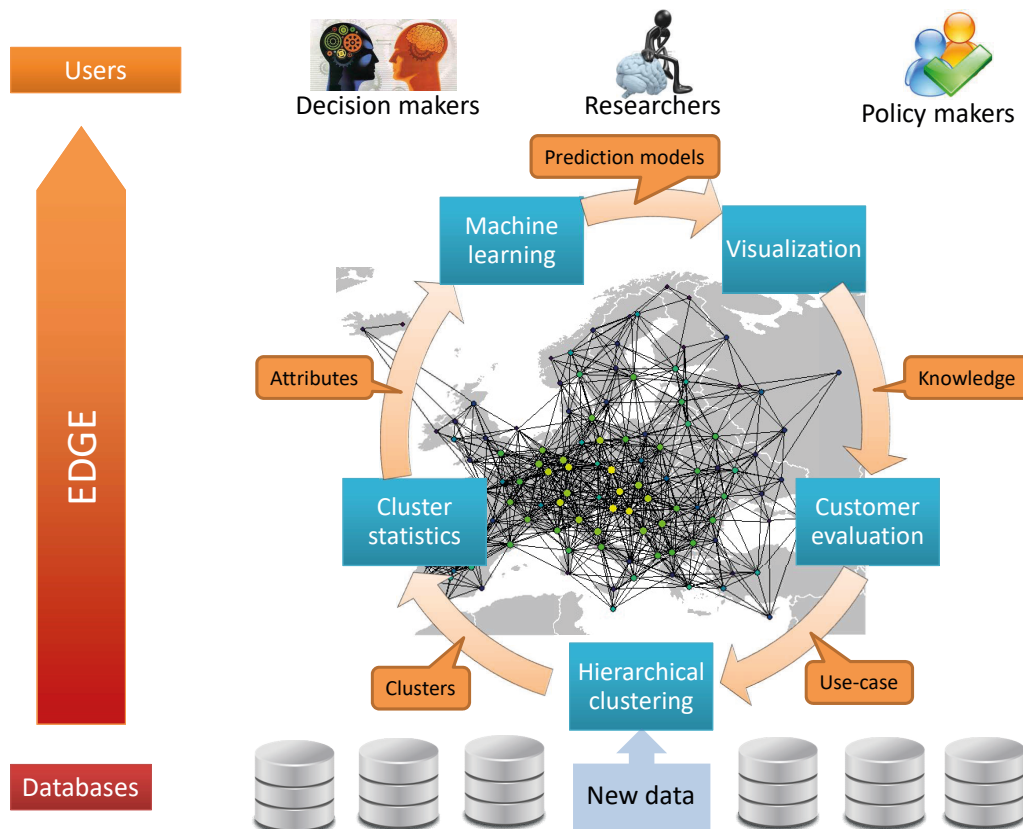 Users
Decision makers
Researchers
Policy makers
Prediction models
Machine
learning
Visualization
Attributes
Knowledge
EDGE
Cluster
statistics
Customer
evaluation
Clusters
Hierarchical
clustering
Use-case
Databases
New data